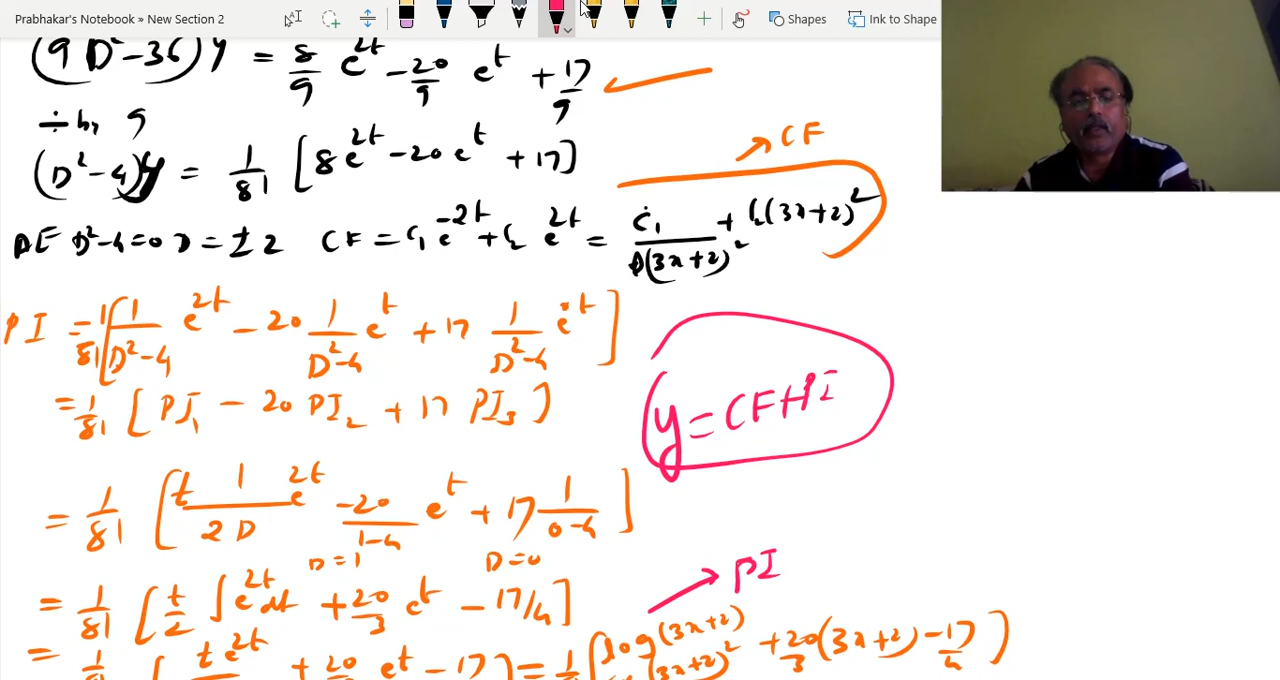 Prabhakar's Notebook » New Section 2
Shapes
Ink to Shape
(9D²-36)y = 8/9 e^2t - 20/9 e^t + 17/9
÷ by 9
(D²-4)y = 1/81 [8e^2t - 20e^t + 17]
→ CF
AE D²-4=0 D=±2 CF = C₁e^-2t + C₂ e^2t = C₁/(3x+2)² + C₂(3x+2)²
PI = 1/81 [1/(D²-4) e^2t - 20 1/(D²-4) e^t + 17 1/(D²-4) e^0t]
= 1/81 [PI₁ - 20 PI₂ + 17 PI₃]
y = CF+PI
= 1/81 [t 1/2D e^2t - 20/(1-4) e^t + 17 1/(0-4)]
D=1 D=0
→ PI
= 1/81 [t/2 ∫e^2t dt + 20/3 e^t - 17/4]